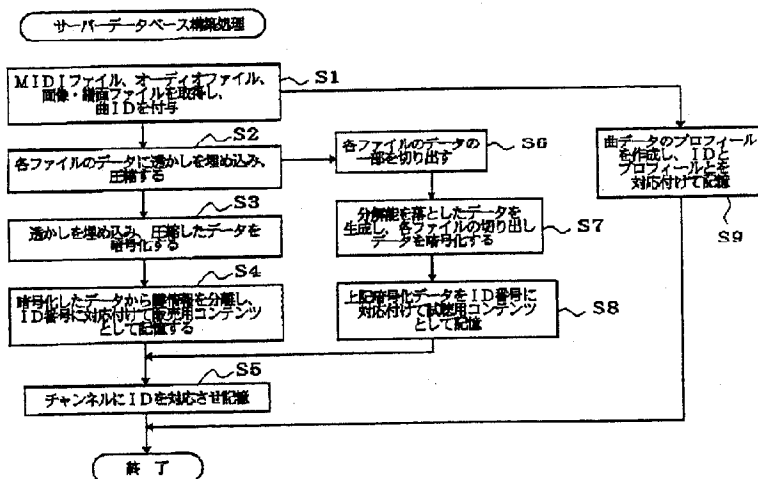 サーバーデータベース構築処理
S1
MIDIファイル、オーディオファイル、
画像・譜面ファイルを取得し、
曲IDを付与
S2
各ファイルのデータに透かしを埋め込み、
圧縮する
S3
透かしを埋め込み、圧縮したデータを
暗号化する
S4
暗号化したデータから鍵情報を分離し、
ID番号に対応付けて販売用コンテンツ
として記憶する
S5
チャンネルにIDを対応させ記憶
終了
S6
各ファイルのデータの
一部を切り出す
S7
分解能を落としたデータを
生成し、各ファイルの切り出し
データを暗号化する
S8
上記暗号化データをID番号に
対応付けて試聴用コンテンツ
として記憶
曲データのプロフィール
を作成し、IDと
プロフィールとを
対応付けて記憶
S9